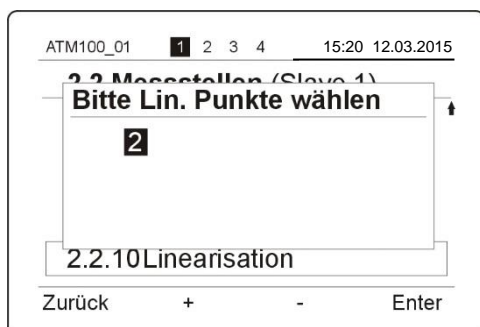 ATM100_01 1 2 3 4 15:20 12.03.2015
2.2 Messstellen (Slave 1)
Bitte Lin. Punkte wählen
2
2.2.10 Linearisation
Zurück + - Enter